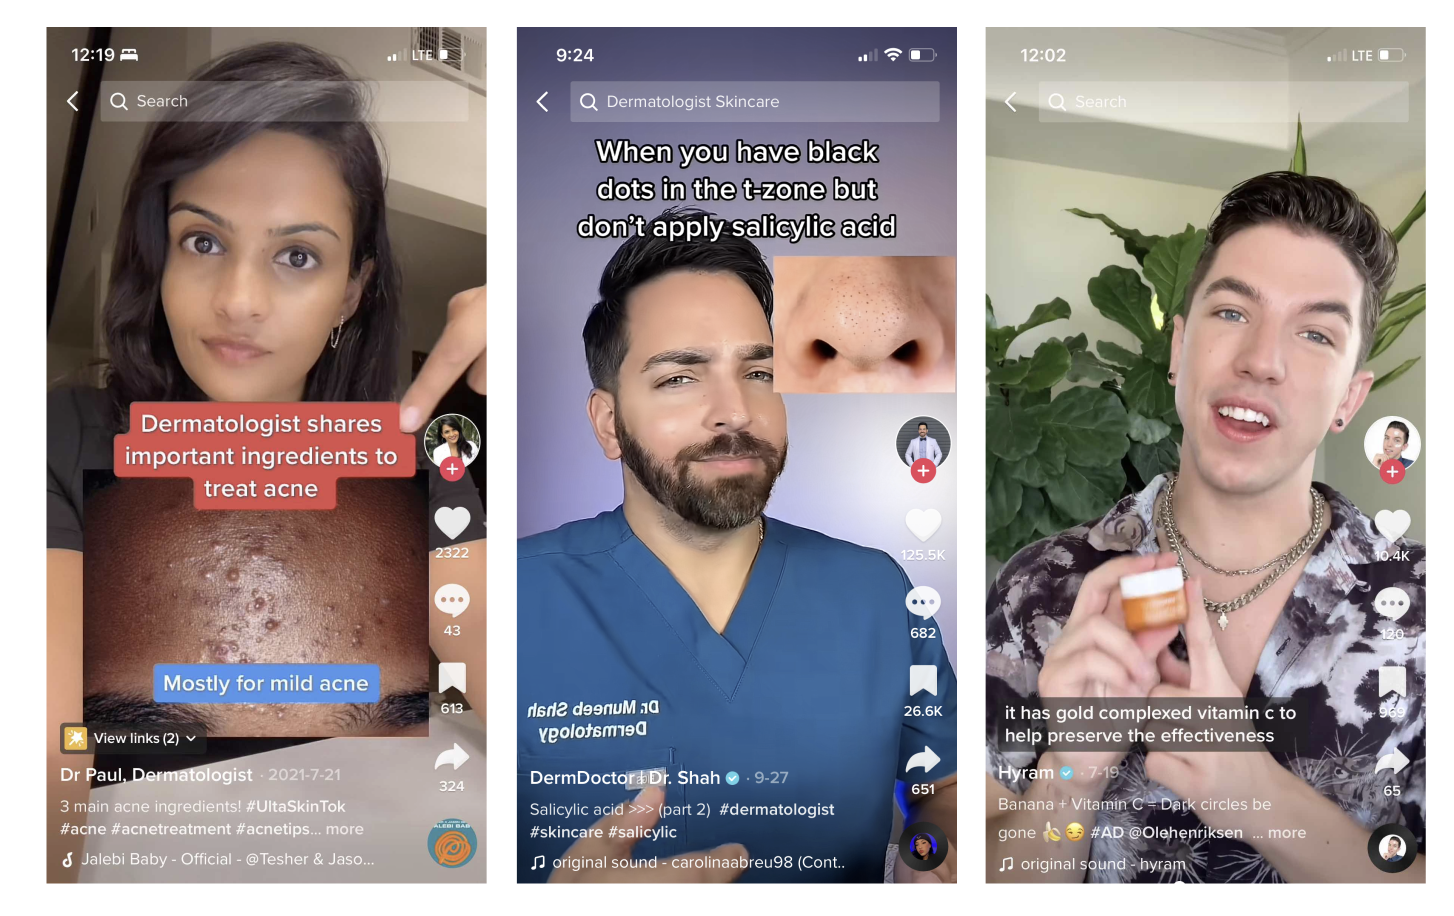 12:19
LTE
Search
Dermatologist shares
important ingredients to
treat acne
Mostly for mild acne
2322
43
613
324
View links (2)
Dr Paul, Dermatologist · 2021-7-21
3 main acne ingredients! #UltaSkinTok
#acne #acnetreatment #acnetips... more
Jalebi Baby - Official - @Tesher & Jaso...
ALEBI BAB
9:24
Dermatologist Skincare
When you have black
dots in the t-zone but
don't apply salicylic acid
125.5K
682
26.6K
651
Dr. Muneeb Shah
Dermatology
DermDoctor | Dr. Shah · 9-27
Salicylic acid >>> (part 2) #dermatologist
#skincare #salicylic
original sound - carolinaabreu98 (Cont..
12:02
LTE
Search
10.4K
120
969
65
it has gold complexed vitamin c to
help preserve the effectiveness
Hyram · 7-19
Banana + Vitamin C = Dark circles be
gone 🍌😏 #AD @Olehenriksen ... more
original sound - hyram